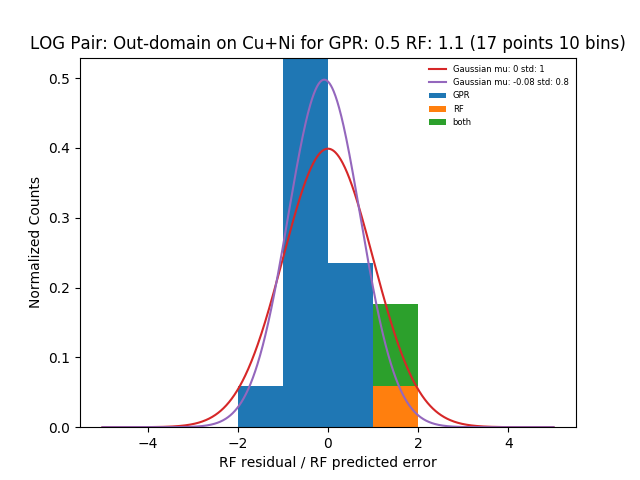 LOG Pair: Out-domain on Cu+Ni for GPR: 0.5 RF: 1.1 (17 points 10 bins)
Gaussian mu: 0 std: 1
Gaussian mu: -0.08 std: 0.8
GPR
RF
both
Normalized Counts
0.5
0.4
0.3
0.2
0.1
0.0
−4
−2
0
2
4
RF residual / RF predicted error